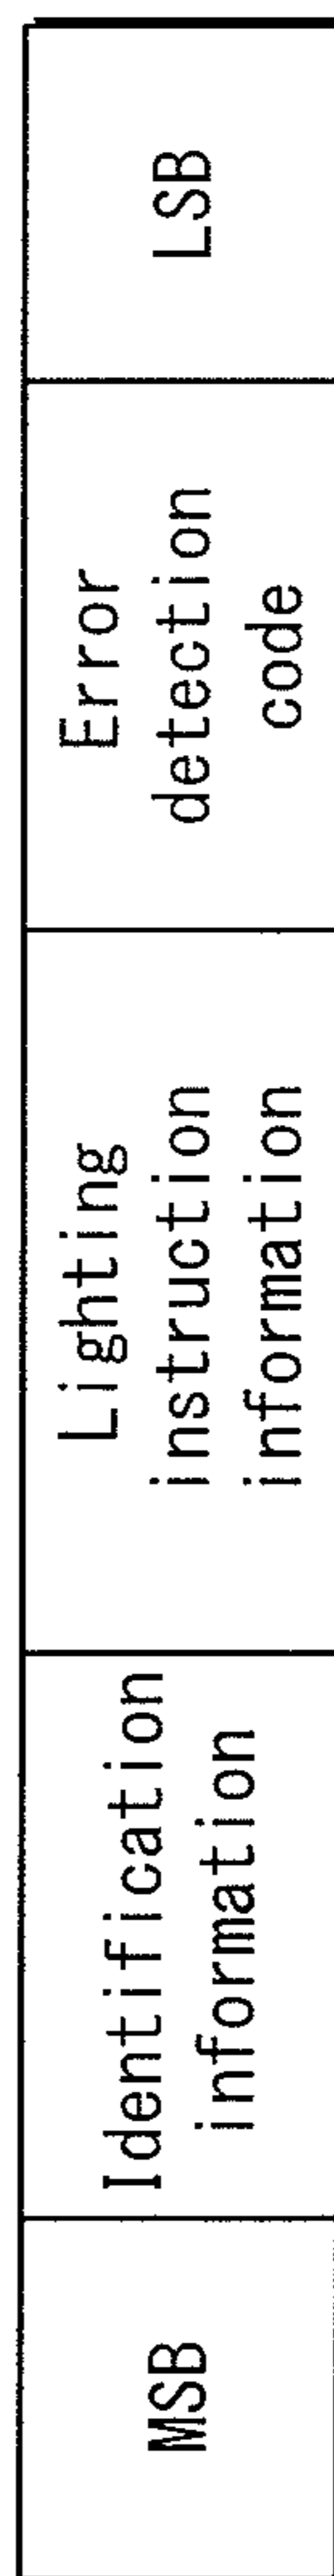 MSB
Identification
information
Lighting
instruction
information
Error
detection
code
LSB